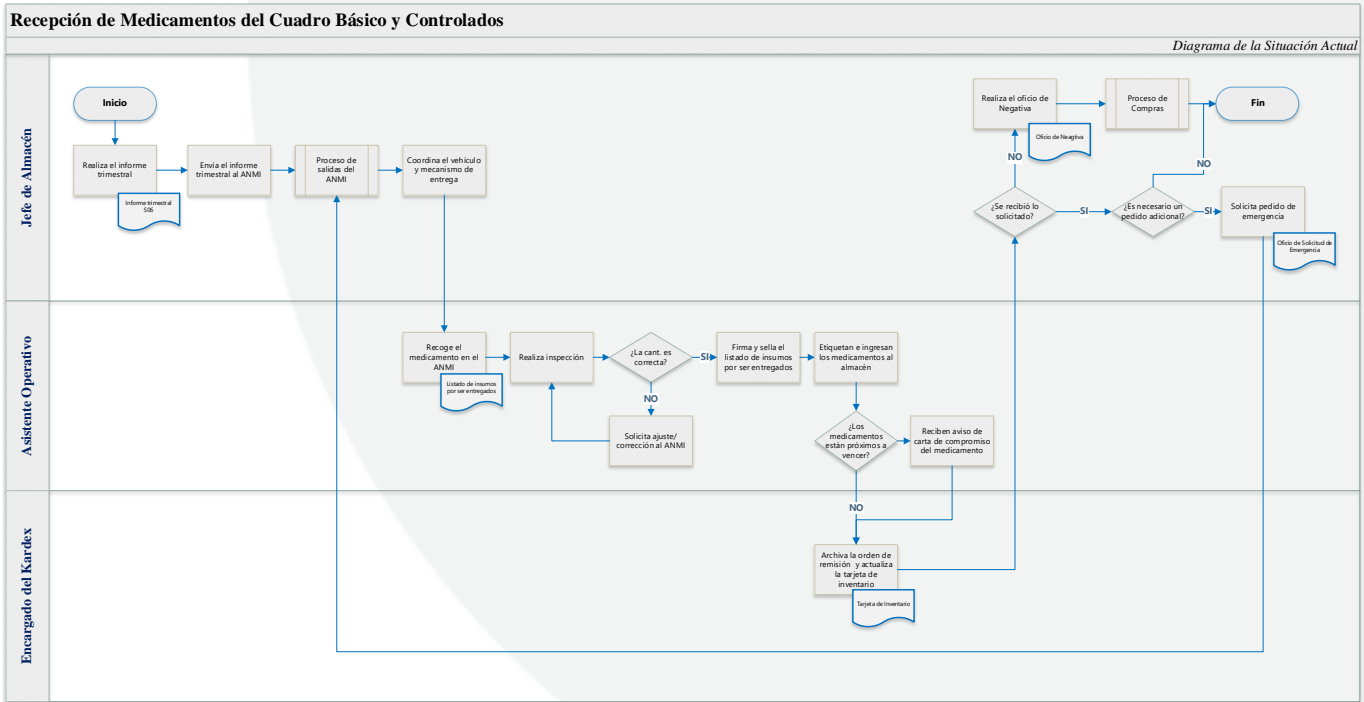 Recepción de Medicamentos del Cuadro Básico y Controlados
Diagrama de la Situación Actual
Jefe de Almacén
Inicio
Realiza el informe
trimestral
Informe trimestral
S06
Envia el informe
trimestral al ANMI
Proceso de
salidas del
ANMI
Coordina el vehículo
y mecanismo de
entrega
Realiza el oficio de
Negativa
Oficio de Neagtiva
Proceso de
Compras
Fin
NO
NO
¿Se recibió lo
solicitado?
SI
¿Es necesario un
pedido adicional?
SI
Solicita pedido de
emergencia
Oficio de Solicitud de
Emergencia
Asistente Operativo
Recoge el
medicamento en el
ANMI
Listado de insumos
por ser entregados
Realiza inspección
¿La cant. es
correcta?
SI
NO
Solicita ajuste/
corrección al ANMI
Firma y sella el
listado de insumos
por ser entregados
Etiquetan e ingresan
los medicamentos al
almacén
¿Los
medicamentos
están próximos a
vencer?
Reciben aviso de
carta de compromiso
del medicamento
NO
Encargado del Kardex
Archiva la orden de
remisión y actualiza
la tarjeta de
inventario
Tarjeta de Inventario